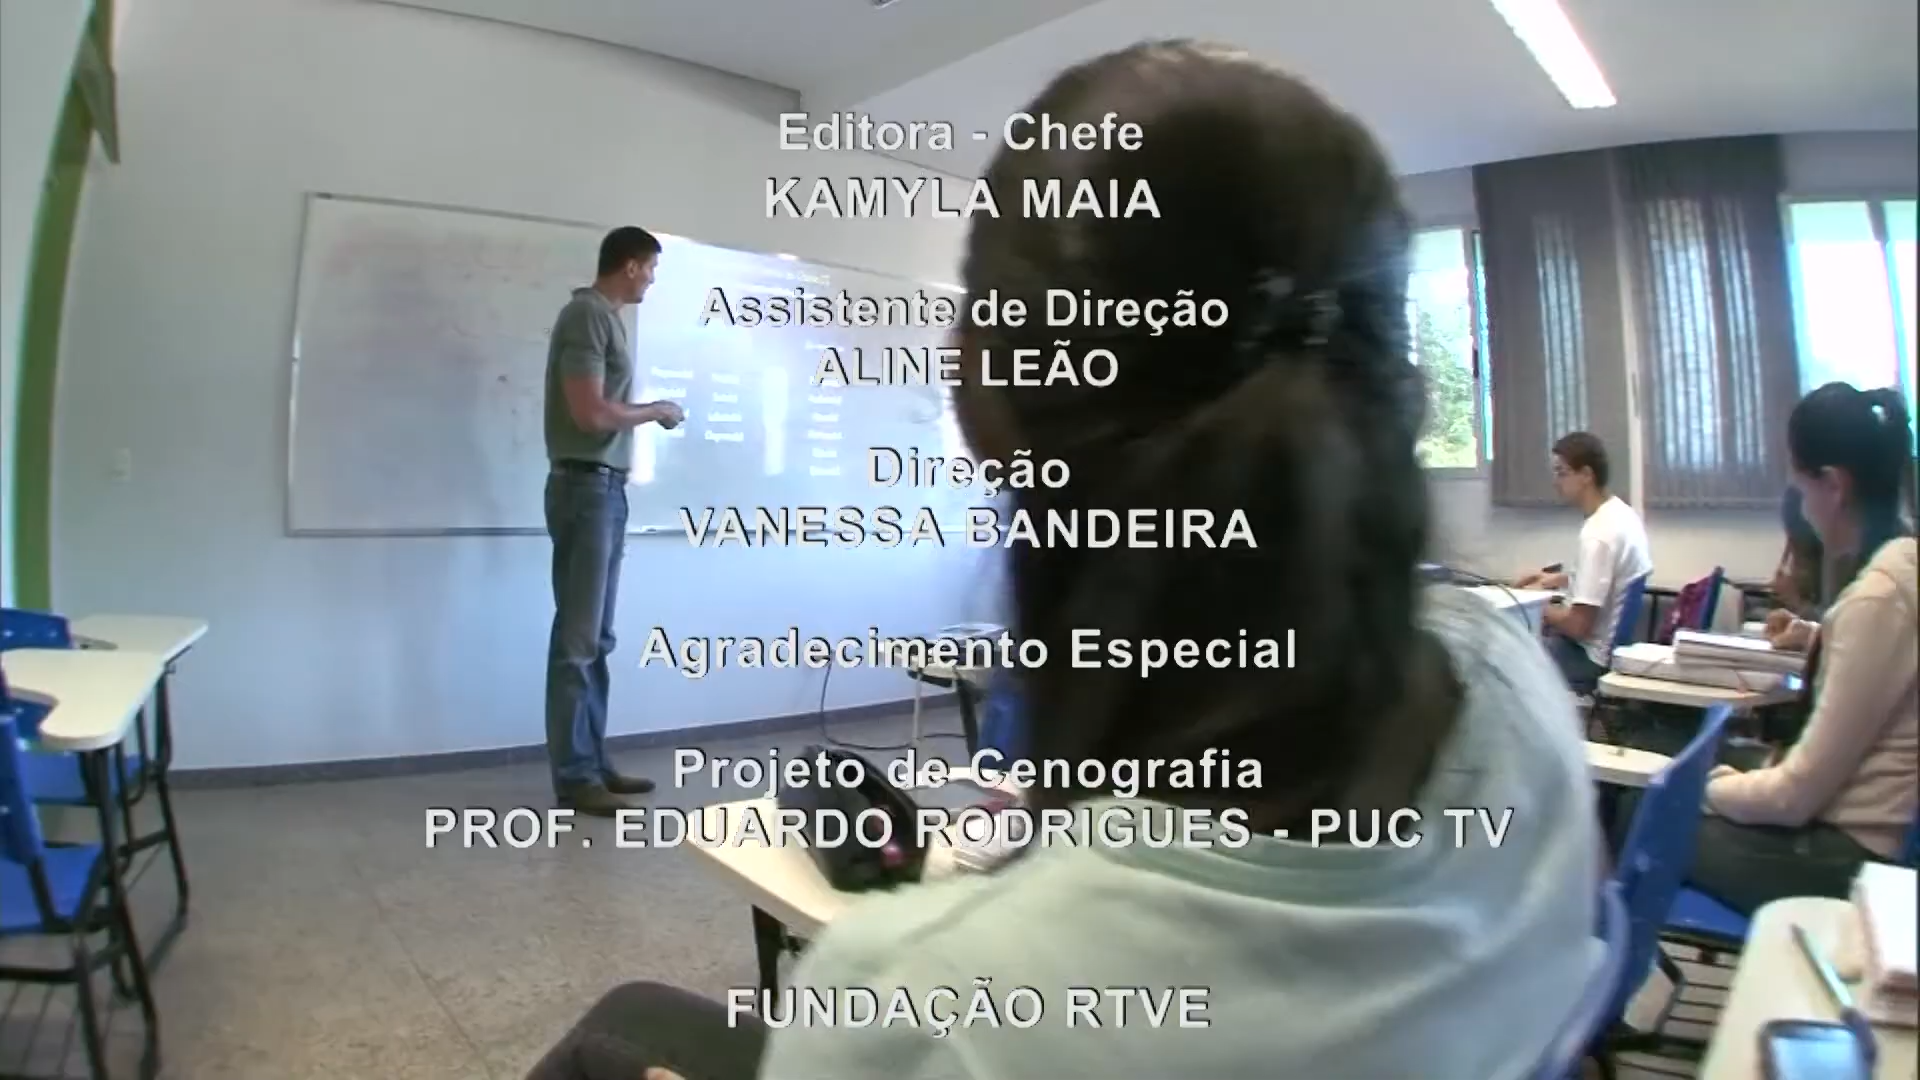 Editora - Chefe
KAMYLA MAIA
Assistente de Direção
ALINE LEÃO
Direção
VANESSA BANDEIRA
Agradecimento Especial
Projeto de Cenografia
PROF. EDUARDO RODRIGUES - PUC TV
FUNDAÇÃO RTVE